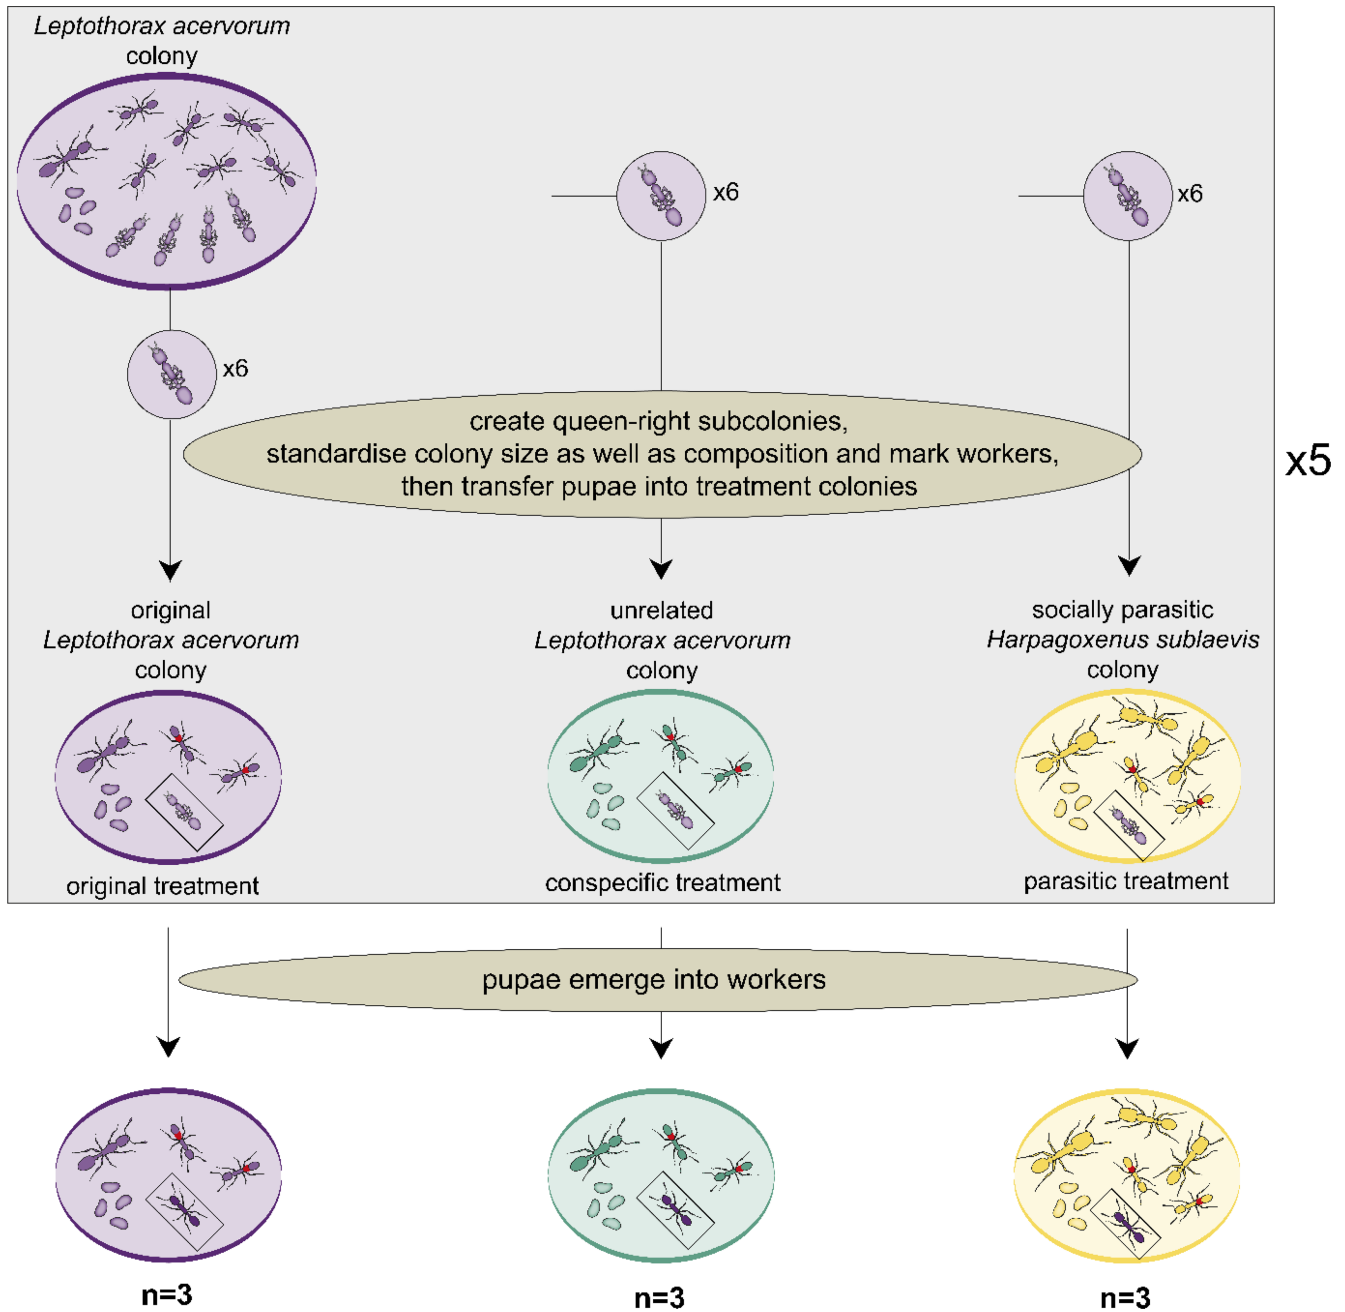 Leptothorax acervorum
colony
x6
x6
x6
create queen-right subcolonies,
standardise colony size as well as composition and mark workers,
then transfer pupae into treatment colonies
x5
original
Leptothorax acervorum
colony
unrelated
Leptothorax acervorum
colony
socially parasitic
Harpagoxenus sublaevis
colony
original treatment
conspecific treatment
parasitic treatment
pupae emerge into workers
n=3
n=3
n=3